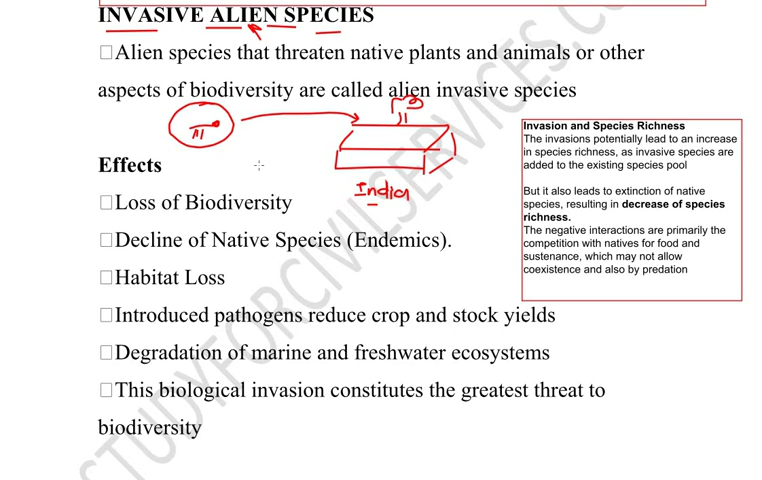 INVASIVE ALIEN SPECIES
□Alien species that threaten native plants and animals or other
aspects of biodiversity are called alien invasive species
India
Effects
□Loss of Biodiversity
□Decline of Native Species (Endemics).
□Habitat Loss
□Introduced pathogens reduce crop and stock yields
□Degradation of marine and freshwater ecosystems
□This biological invasion constitutes the greatest threat to
biodiversity
Invasion and Species Richness
The invasions potentially lead to an increase
in species richness, as invasive species are
added to the existing species pool
But it also leads to extinction of native
species, resulting in decrease of species
richness.
The negative interactions are primarily the
competition with natives for food and
sustenance, which may not allow
coexistence and also by predation
STUDYFORCIVILSERVICES.CO